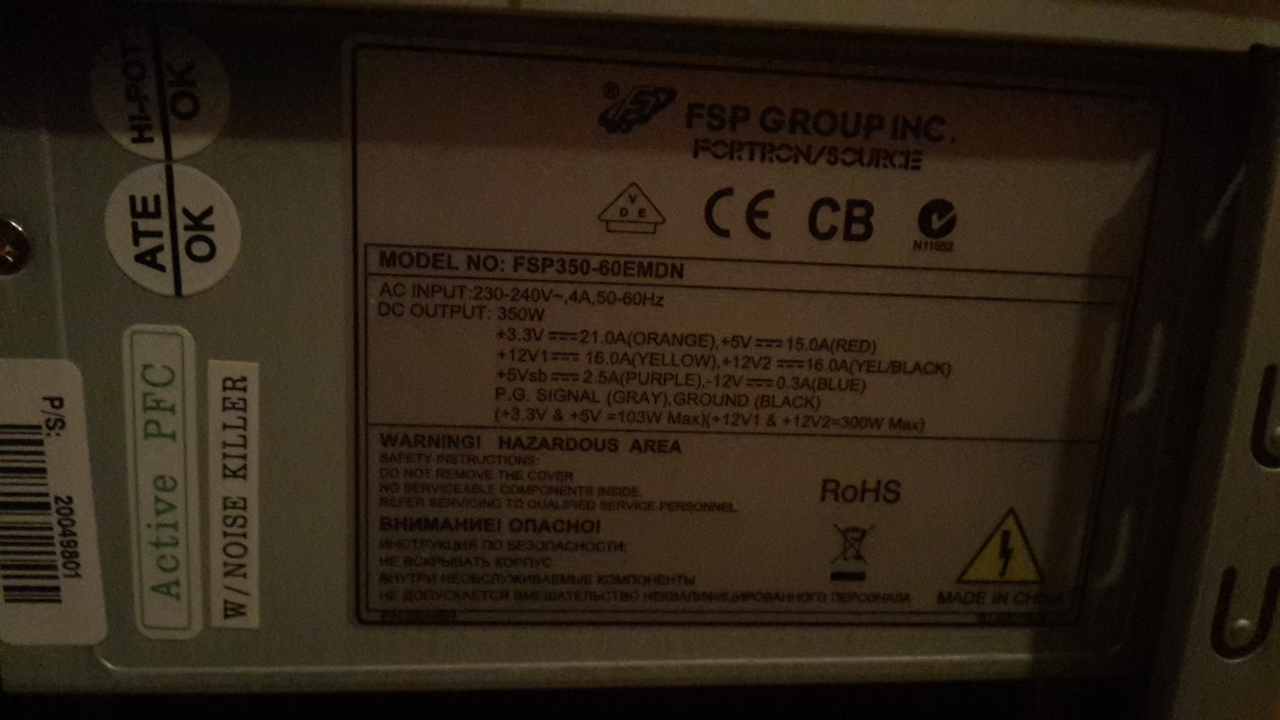 HI-POT
OK
ATE
OK
P/S:
20049801
Active PFC
W/NOISE KILLER
®
FSP
FSP GROUP INC.
FORTRON/SOURCE
V
D E
CE CB
N11652
MODEL NO: FSP350-60EMDN
AC INPUT:230-240V~,4A,50-60Hz
DC OUTPUT: 350W
+3.3V⎓21.0A(ORANGE),+5V⎓15.0A(RED)
+12V1⎓ 16.0A(YELLOW),+12V2 ⎓16.0A(YEL/BLACK)
+5Vsb⎓2.5A(PURPLE),-12V⎓0.3A(BLUE)
P.G. SIGNAL (GRAY),GROUND (BLACK)
(+3.3V & +5V =103W Max)(+12V1 & +12V2=300W Max)
WARNING! HAZARDOUS AREA
SAFETY INSTRUCTIONS:
DO NOT REMOVE THE COVER
NO SERVICEABLE COMPONENTS INSIDE.
REFER SERVICING TO QUALIFIED SERVICE PERSONNEL.
ВНИМАНИЕ! ОПАСНО!
ИНСТРУКЦИЯ ПО БЕЗОПАСНОСТИ:
НЕ ВСКРЫВАТЬ КОРПУС
ВНУТРИ НЕОБСЛУЖИВАЕМЫЕ КОМПОНЕНТЫ
НЕ ДОПУСКАЕТСЯ ВМЕШАТЕЛЬСТВО НЕКВАЛИФИЦИРОВАННОГО ПЕРСОНАЛА
RoHS
MADE IN CHINA